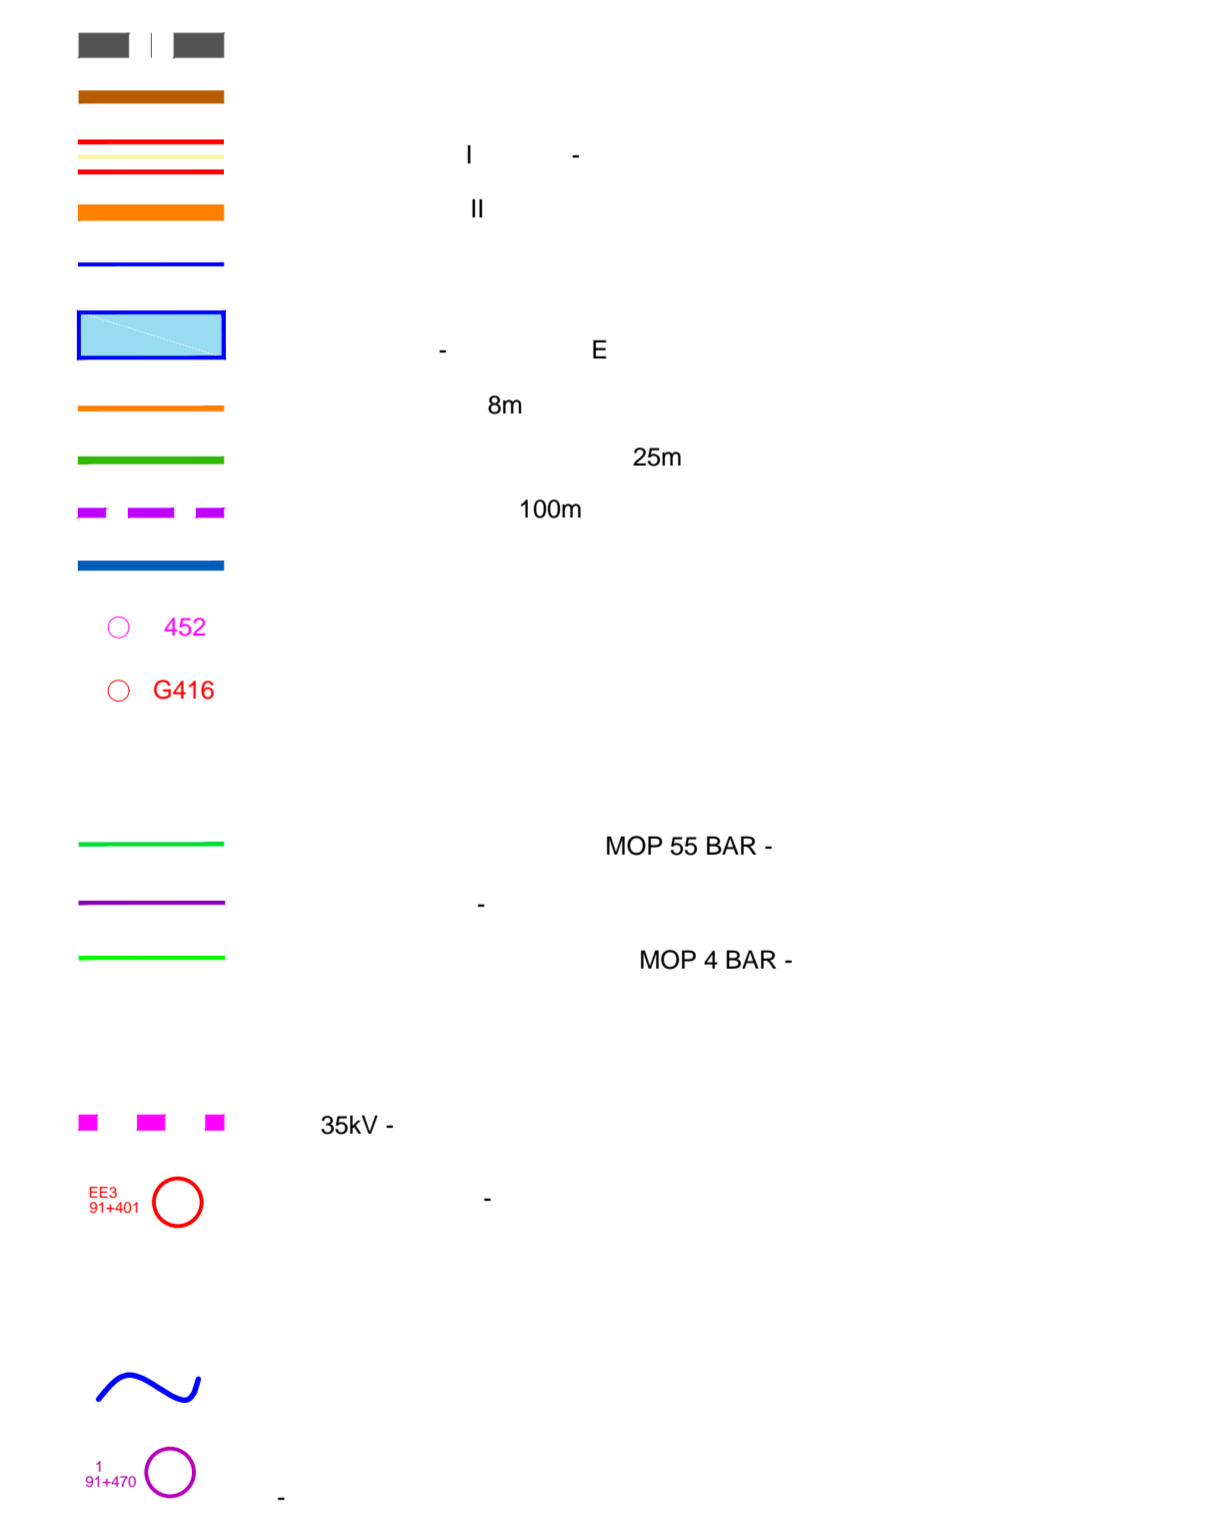 I -
II
- E
8m
25m
100m
452
G416
MOP 55 BAR -
-
MOP 4 BAR -
35kV -
EE3
91+401
-
1
91+470
-